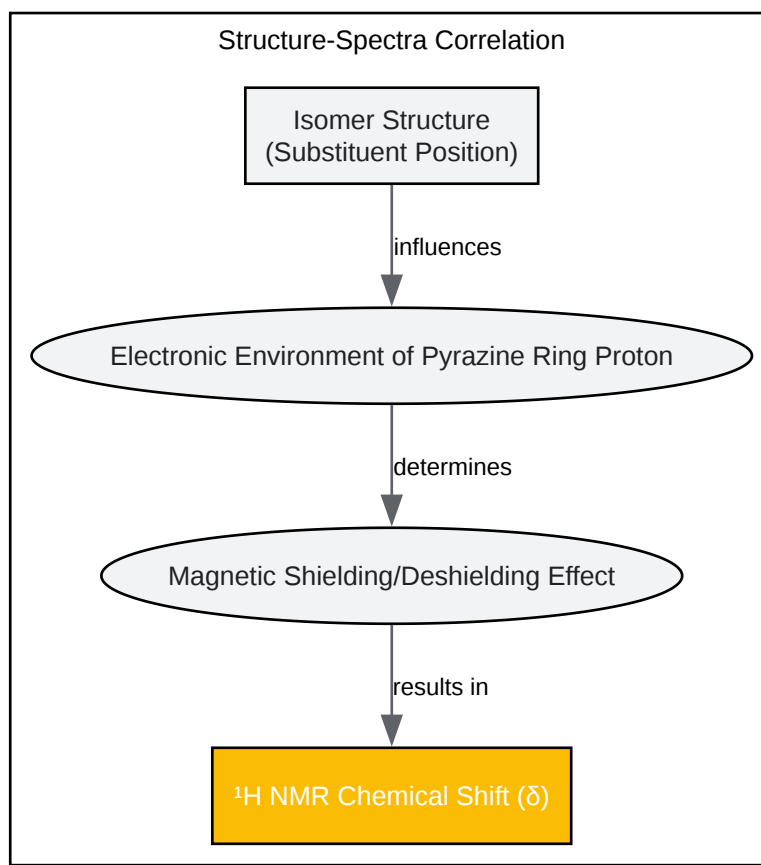 Structure-Spectra Correlation
Isomer Structure
(Substituent Position)
influences
Electronic Environment of Pyrazine Ring Proton
determines
Magnetic Shielding/Deshielding Effect
results in
¹H NMR Chemical Shift (δ)